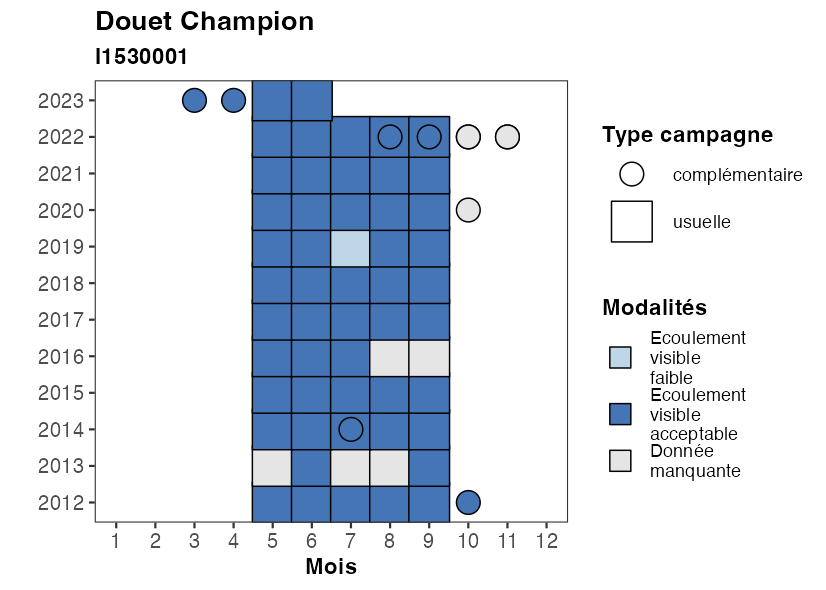 Douet Champion
I1530001
2023
2022
2021
2020
2019
2018
2017
2016
2015
2014
2013
2012
1 2 3 4 5 6 7 8 9 10 11 12
Mois
Type campagne
complémentaire
usuelle
Modalités
Ecoulement
visible
faible
Ecoulement
visible
acceptable
Donnée
manquante